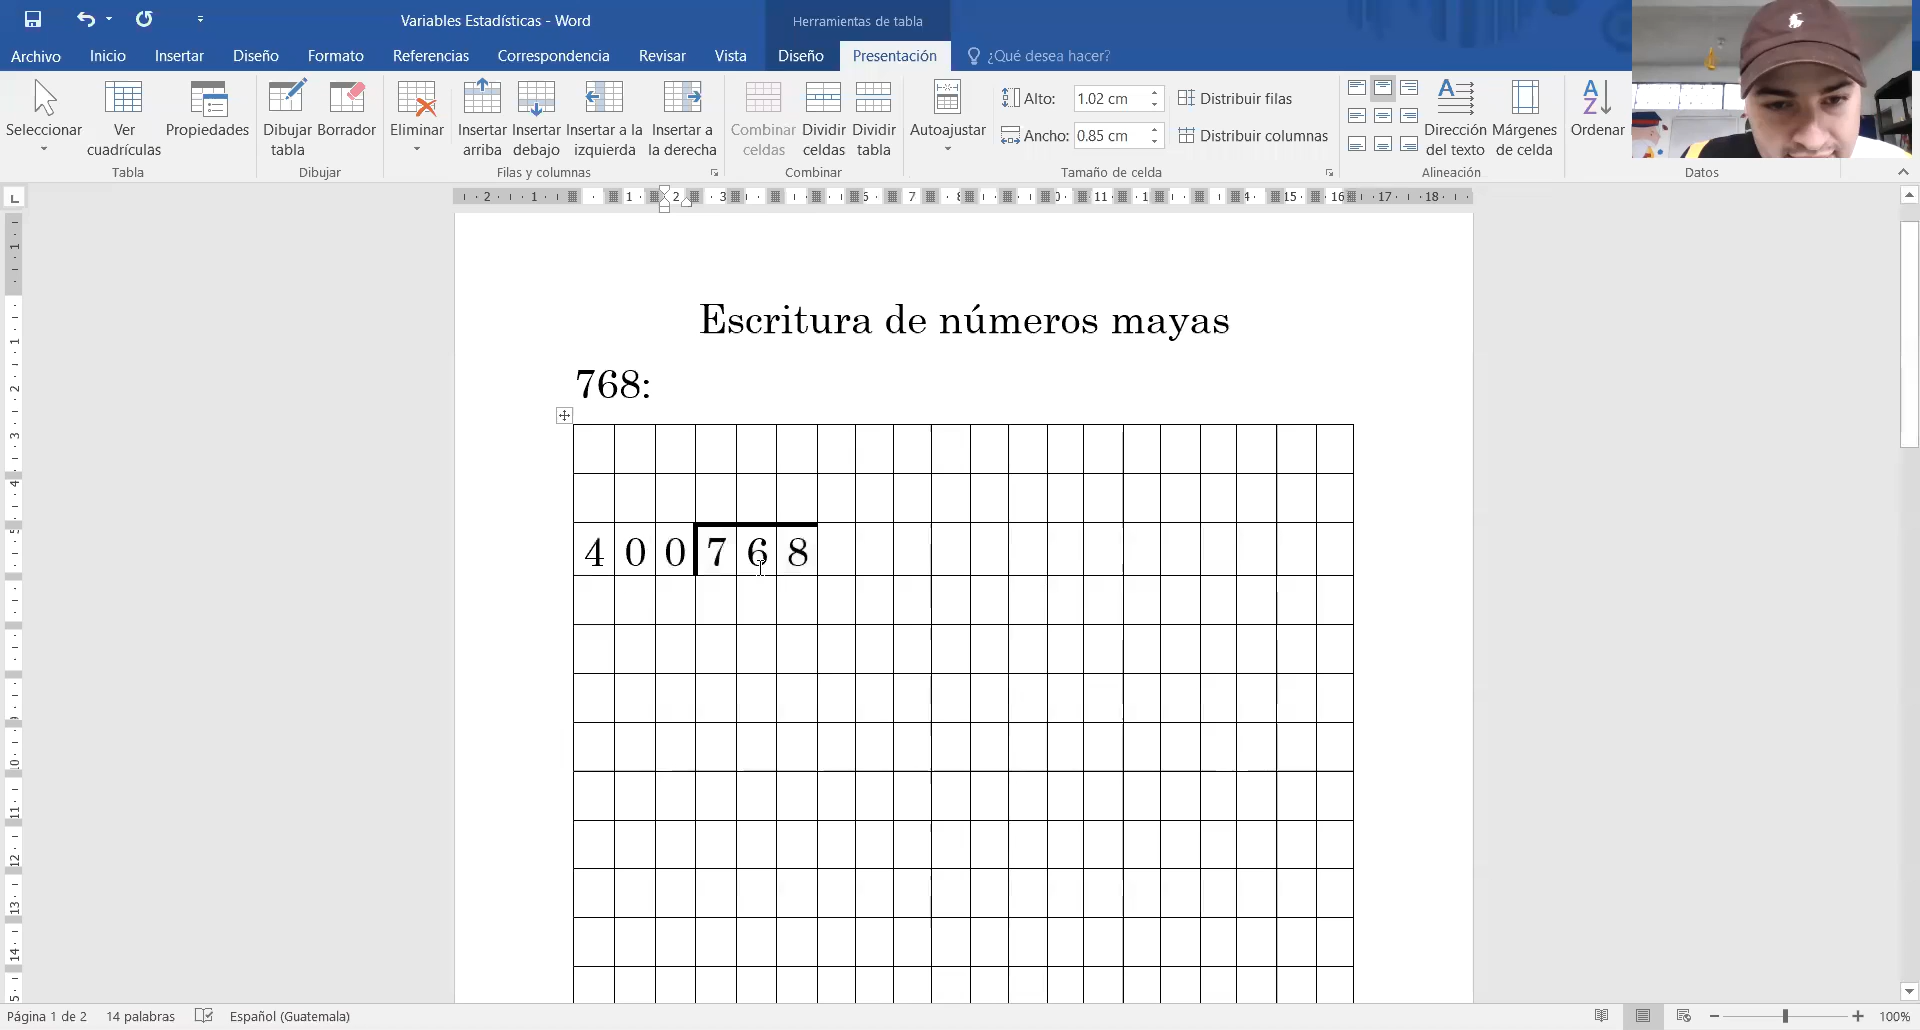 Variables Estadísticas - Word
Herramientas de tabla
Archivo Inicio Insertar Diseño Formato Referencias Correspondencia Revisar Vista Diseño Presentación ¿Qué desea hacer?
Seleccionar
Ver cuadrículas
Propiedades
Dibujar tabla
Borrador
Eliminar
Insertar arriba
Insertar debajo
Insertar a la izquierda
Insertar a la derecha
Combinar celdas
Dividir celdas
Dividir tabla
Autoajustar
Alto: 1.02 cm
Ancho: 0.85 cm
Distribuir filas
Distribuir columnas
Dirección del texto
Márgenes de celda
Ordenar
Tabla
Dibujar
Filas y columnas
Combinar
Tamaño de celda
Alineación
Datos
Escritura de números mayas
768:
4 0 0 7 6 8
Página 1 de 2 14 palabras Español (Guatemala) 100%